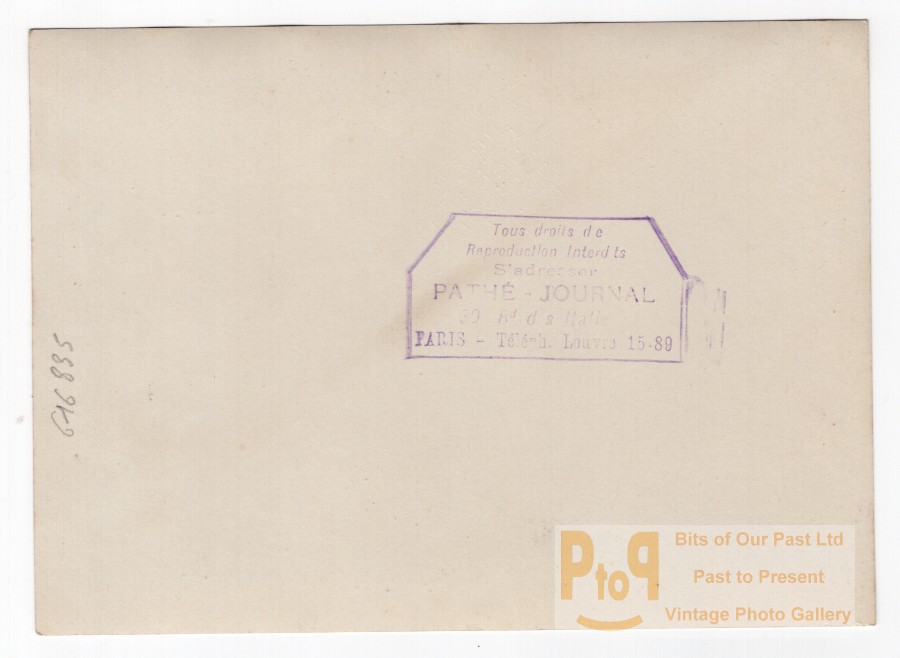 Tous droits de
Reproduction Interdits
S'adresser
PATHÉ - JOURNAL
Bd
PARIS - Téléph. Louvre 15-89
616835
PtoP
Bits of Our Past Ltd
Past to Present
Vintage Photo Gallery